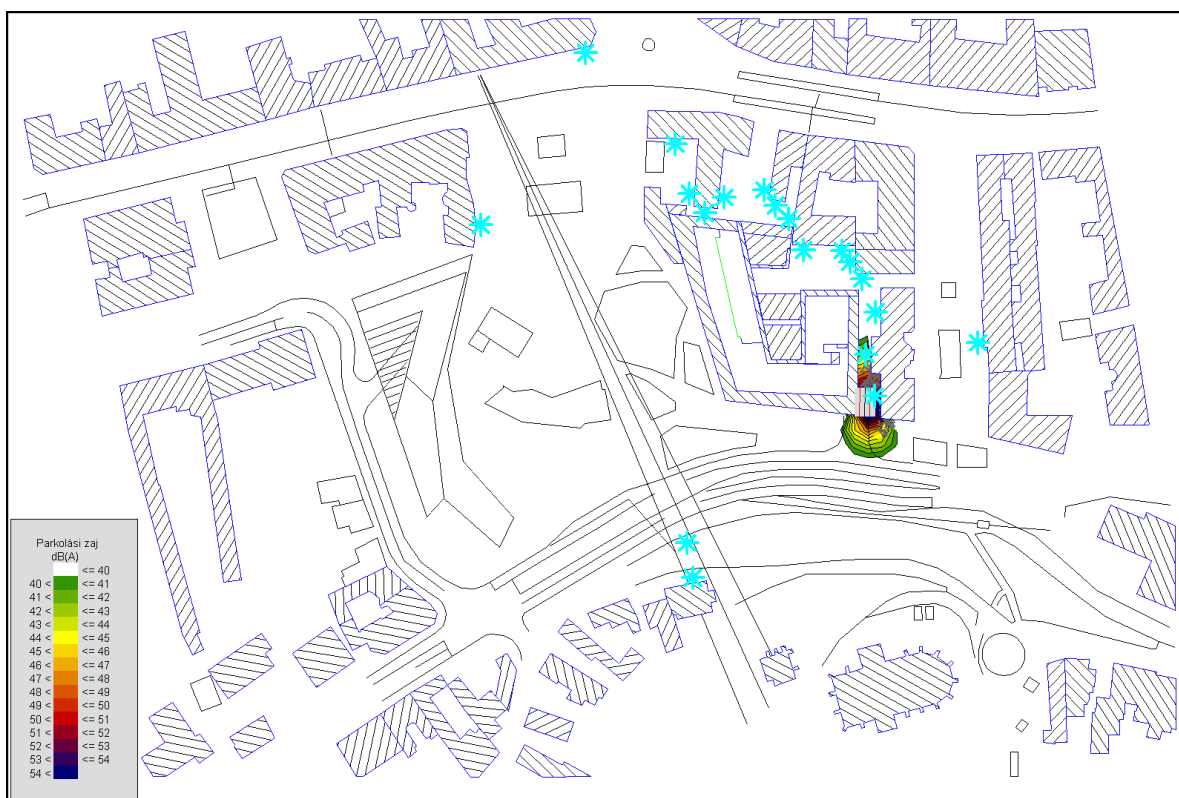 Parkolási zaj
dB(A)
<= 40
40 < <= 41
41 < <= 42
42 < <= 43
43 < <= 44
44 < <= 45
45 < <= 46
46 < <= 47
47 < <= 48
48 < <= 49
49 < <= 50
50 < <= 51
51 < <= 52
52 < <= 53
53 < <= 54
54 <